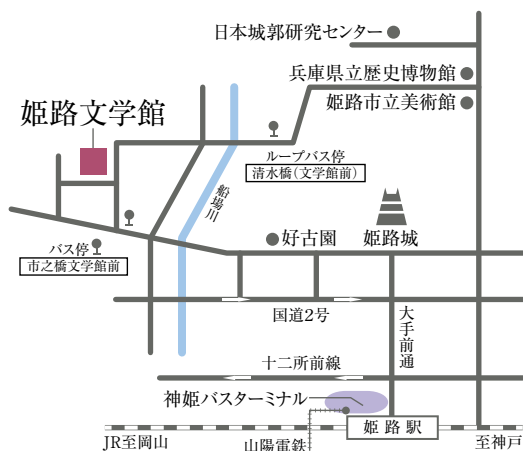 日本城郭研究センター
兵庫県立歴史博物館
姫路市立美術館
姫路文学館
ループバス停
清水橋(文学館前)
船場川
好古園
姫路城
バス停
市之橋文学館前
国道2号
大手前通
十二所前線
神姫バスターミナル
姫路駅
JR至岡山
山陽電鉄
至神戸